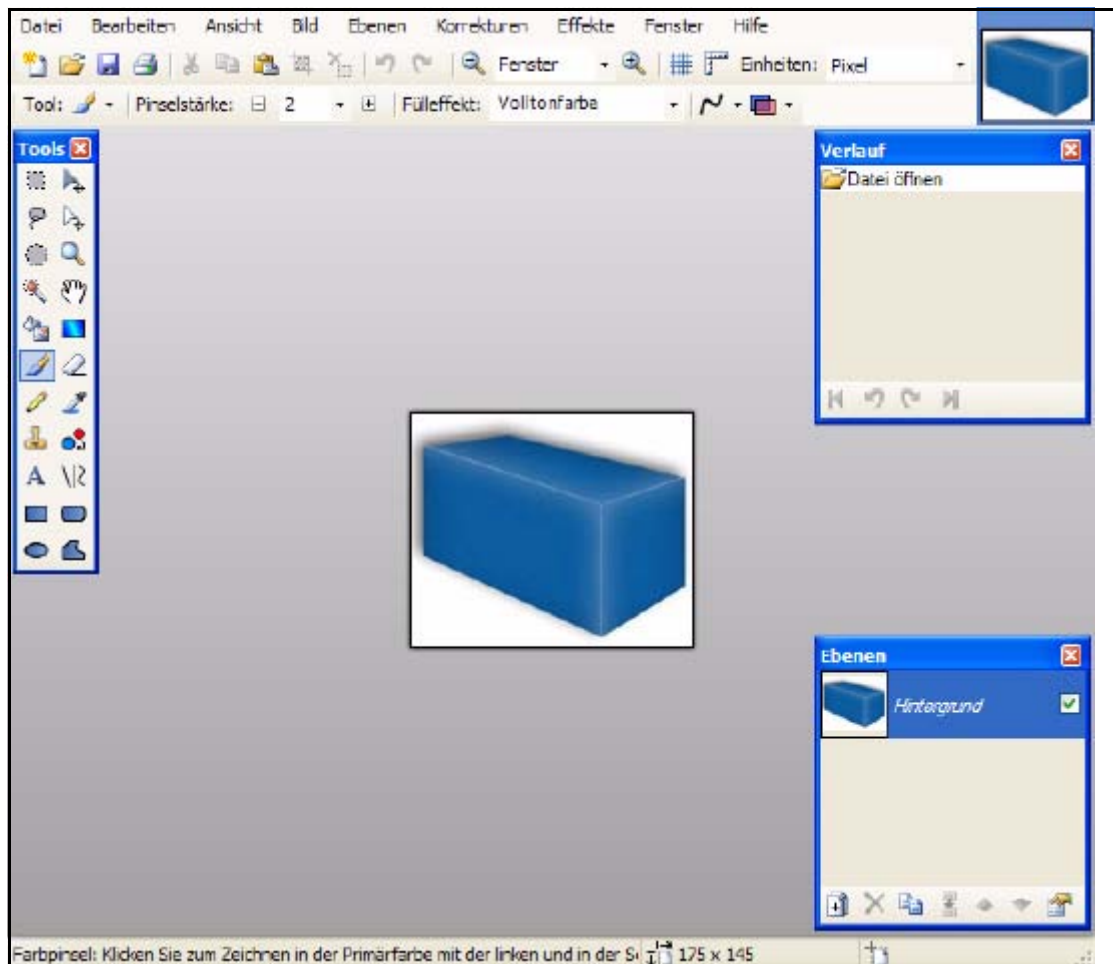 Datei Bearbeiten Ansicht Bild Ebenen Korrekturen Effekte Fenster Hilfe
Fenster Einheiten: Pixel
Tool: Pinselstärke: 2 Fülleffekt: Volltonfarbe
Tools
Verlauf
Datei öffnen
Ebenen
Hintergrund
Farbpinsel: Klicken Sie zum Zeichnen in der Primärfarbe mit der linken und in der S 175 x 145